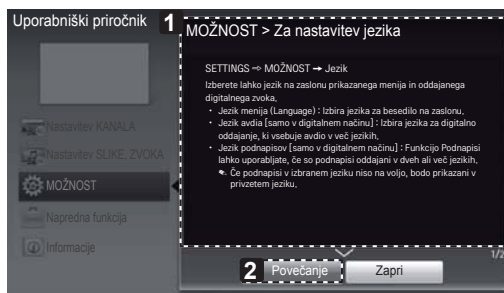 Uporabniški priročnik
1
MOŽNOST > Za nastavitev jezika
SETTINGS ⇨ MOŽNOST ➙ Jezik
Izberete lahko jezik na zaslonu prikazanega menija in oddajanega
digitalnega zvoka.
• Jezik menija (Language) : Izbira jezika za besedilo na zaslonu.
• Jezik avdia [samo v digitalnem načinu] : Izbira jezika za digitalno
oddajanje, ki vsebuje avdio v več jezikih.
• Jezik podnapisov [samo v digitalnem načinu] : Funkcijo Podnapisi
lahko uporabljate, če so podnapisi oddajani v dveh ali več jezikih.
✎ Če podnapisi v izbranem jeziku niso na voljo, bodo prikazani v
privzetem jeziku.
Nastavitev KANALA
Nastavitev SLIKE, ZVOKA
MOŽNOST
Napredna funkcija
Informacije
1/2
2
Povečanje
Zapri